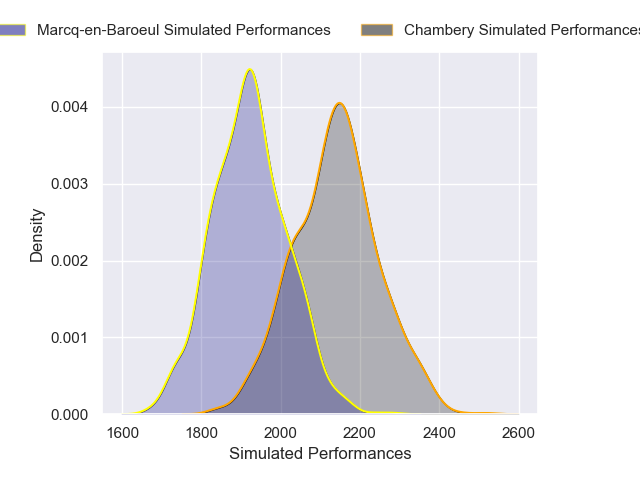 Marcq-en-Baroeul Simulated Performances Chambery Simulated Performances
0.004
0.003
Density
0.002
0.001
0.000
1600 1800 2000 2200 2400 2600
Simulated Performances